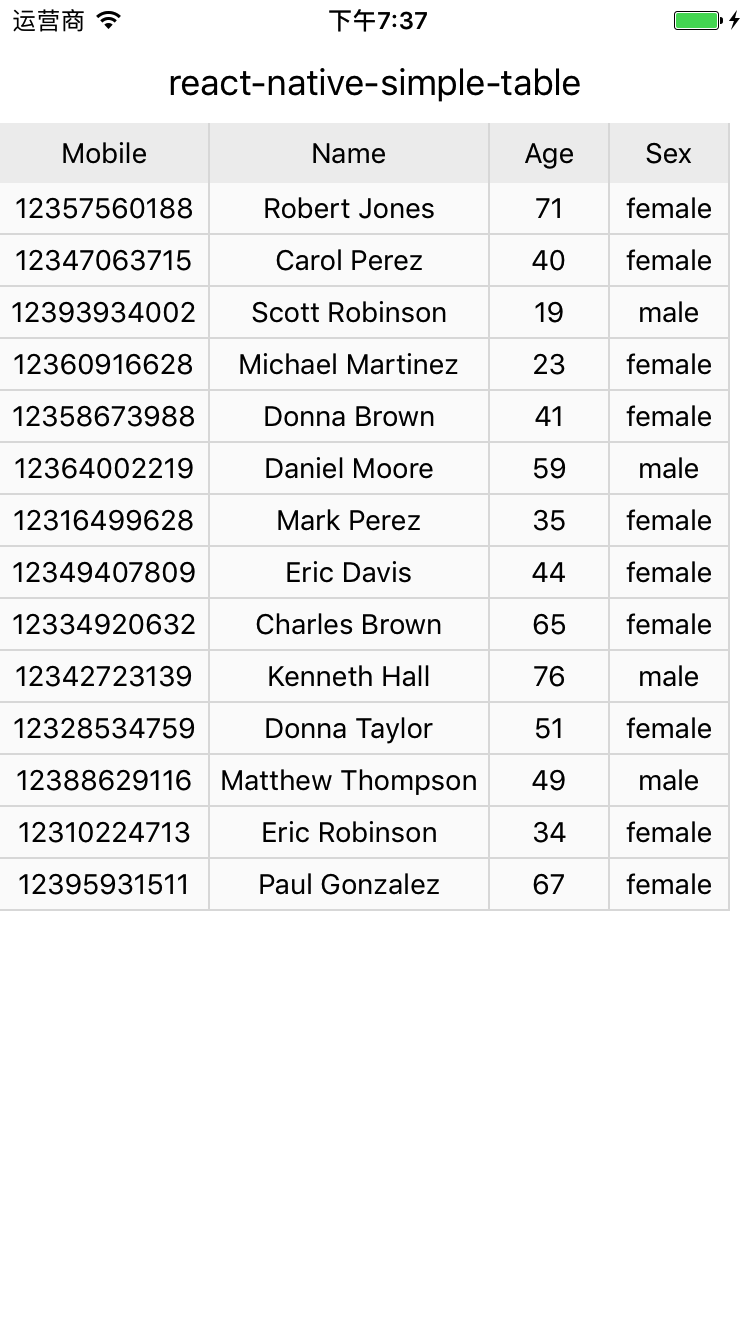 运营商 下午7:37
react-native-simple-table
Mobile Name Age Sex
12357560188 Robert Jones 71 female
12347063715 Carol Perez 40 female
12393934002 Scott Robinson 19 male
12360916628 Michael Martinez 23 female
12358673988 Donna Brown 41 female
12364002219 Daniel Moore 59 male
12316499628 Mark Perez 35 female
12349407809 Eric Davis 44 female
12334920632 Charles Brown 65 female
12342723139 Kenneth Hall 76 male
12328534759 Donna Taylor 51 female
12388629116 Matthew Thompson 49 male
12310224713 Eric Robinson 34 female
12395931511 Paul Gonzalez 67 female